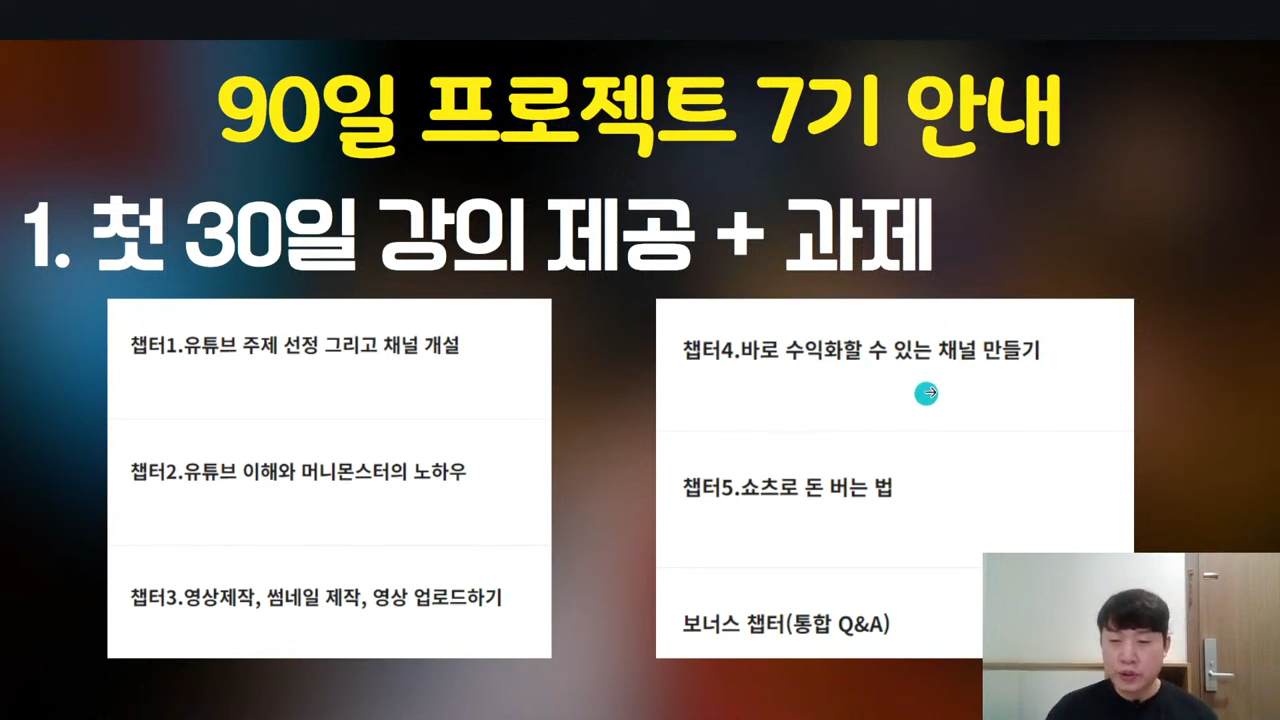 90일 프로젝트 7기 안내
1. 첫 30일 강의 제공 + 과제
챕터1.유튜브 주제 선정 그리고 채널 개설
챕터2.유튜브 이해와 머니몬스터의 노하우
챕터3.영상제작, 썸네일 제작, 영상 업로드하기
챕터4.바로 수익화할 수 있는 채널 만들기
챕터5.쇼츠로 돈 버는 법
보너스 챕터(통합 Q&A)